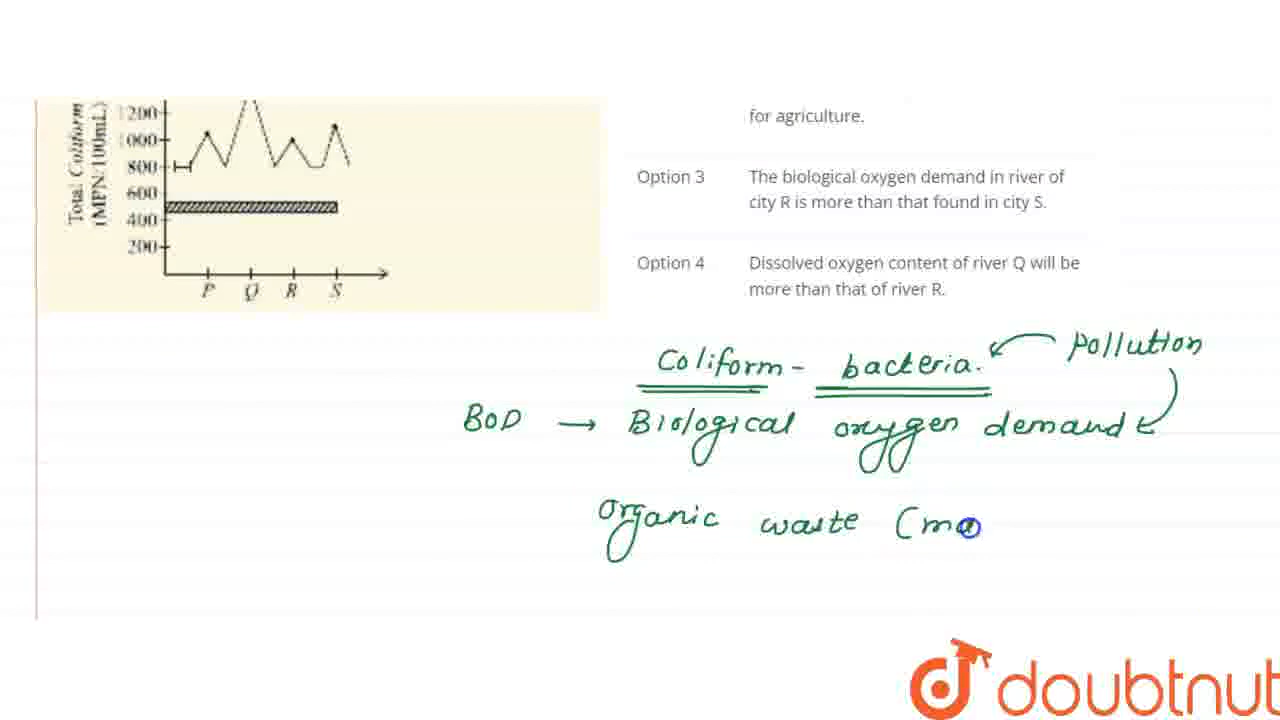 for agriculture.
Total Coliform
(MPN/100mL)
1200
1000
800
600
400
200
P Q R S
Option 3 The biological oxygen demand in river of
city R is more than that found in city S.
Option 4 Dissolved oxygen content of river Q will be
more than that of river R.
Coliform - bacteria. Pollution
BOD → Biological oxygen demand
Organic waste (ma
doubtnut